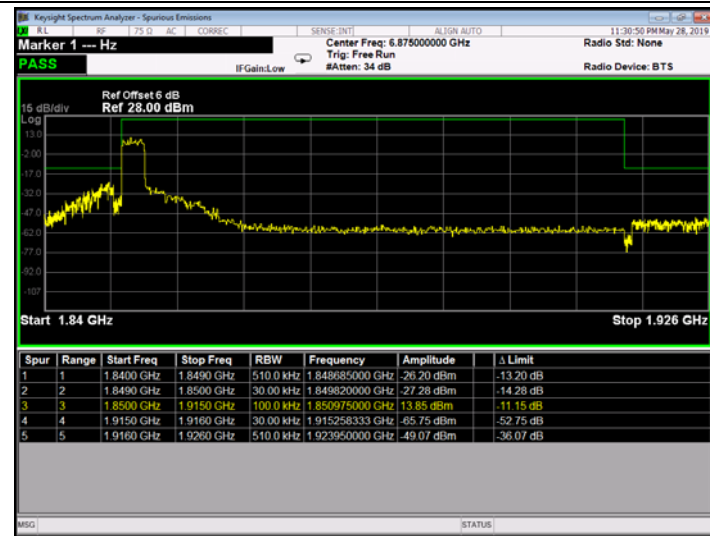 Keysight Spectrum Analyzer - Spurious Emissions
RL RF 75 Ω AC CORREC SENSE:INT ALIGN AUTO 11:30:50 PM May 28, 2019
Marker 1 --- Hz Center Freq: 6.875000000 GHz Radio Std: None
Trig: Free Run
PASS IFGain:Low #Atten: 34 dB Radio Device: BTS
Ref Offset 6 dB
15 dB/div Ref 28.00 dBm
Log
13.0
-2.00
-17.0
-32.0
-47.0
-62.0
-77.0
-92.0
-107
Start 1.84 GHz Stop 1.926 GHz
Spur Range Start Freq Stop Freq RBW Frequency Amplitude Δ Limit
1 1 1.8400 GHz 1.8490 GHz 510.0 kHz 1.848685000 GHz -26.20 dBm -13.20 dB
2 2 1.8490 GHz 1.8500 GHz 30.00 kHz 1.849820000 GHz -27.28 dBm -14.28 dB
3 3 1.8500 GHz 1.9150 GHz 100.0 kHz 1.850975000 GHz 13.85 dBm -11.15 dB
4 4 1.9150 GHz 1.9160 GHz 30.00 kHz 1.915258333 GHz -65.75 dBm -52.75 dB
5 5 1.9160 GHz 1.9260 GHz 510.0 kHz 1.923950000 GHz -49.07 dBm -36.07 dB
MSG STATUS